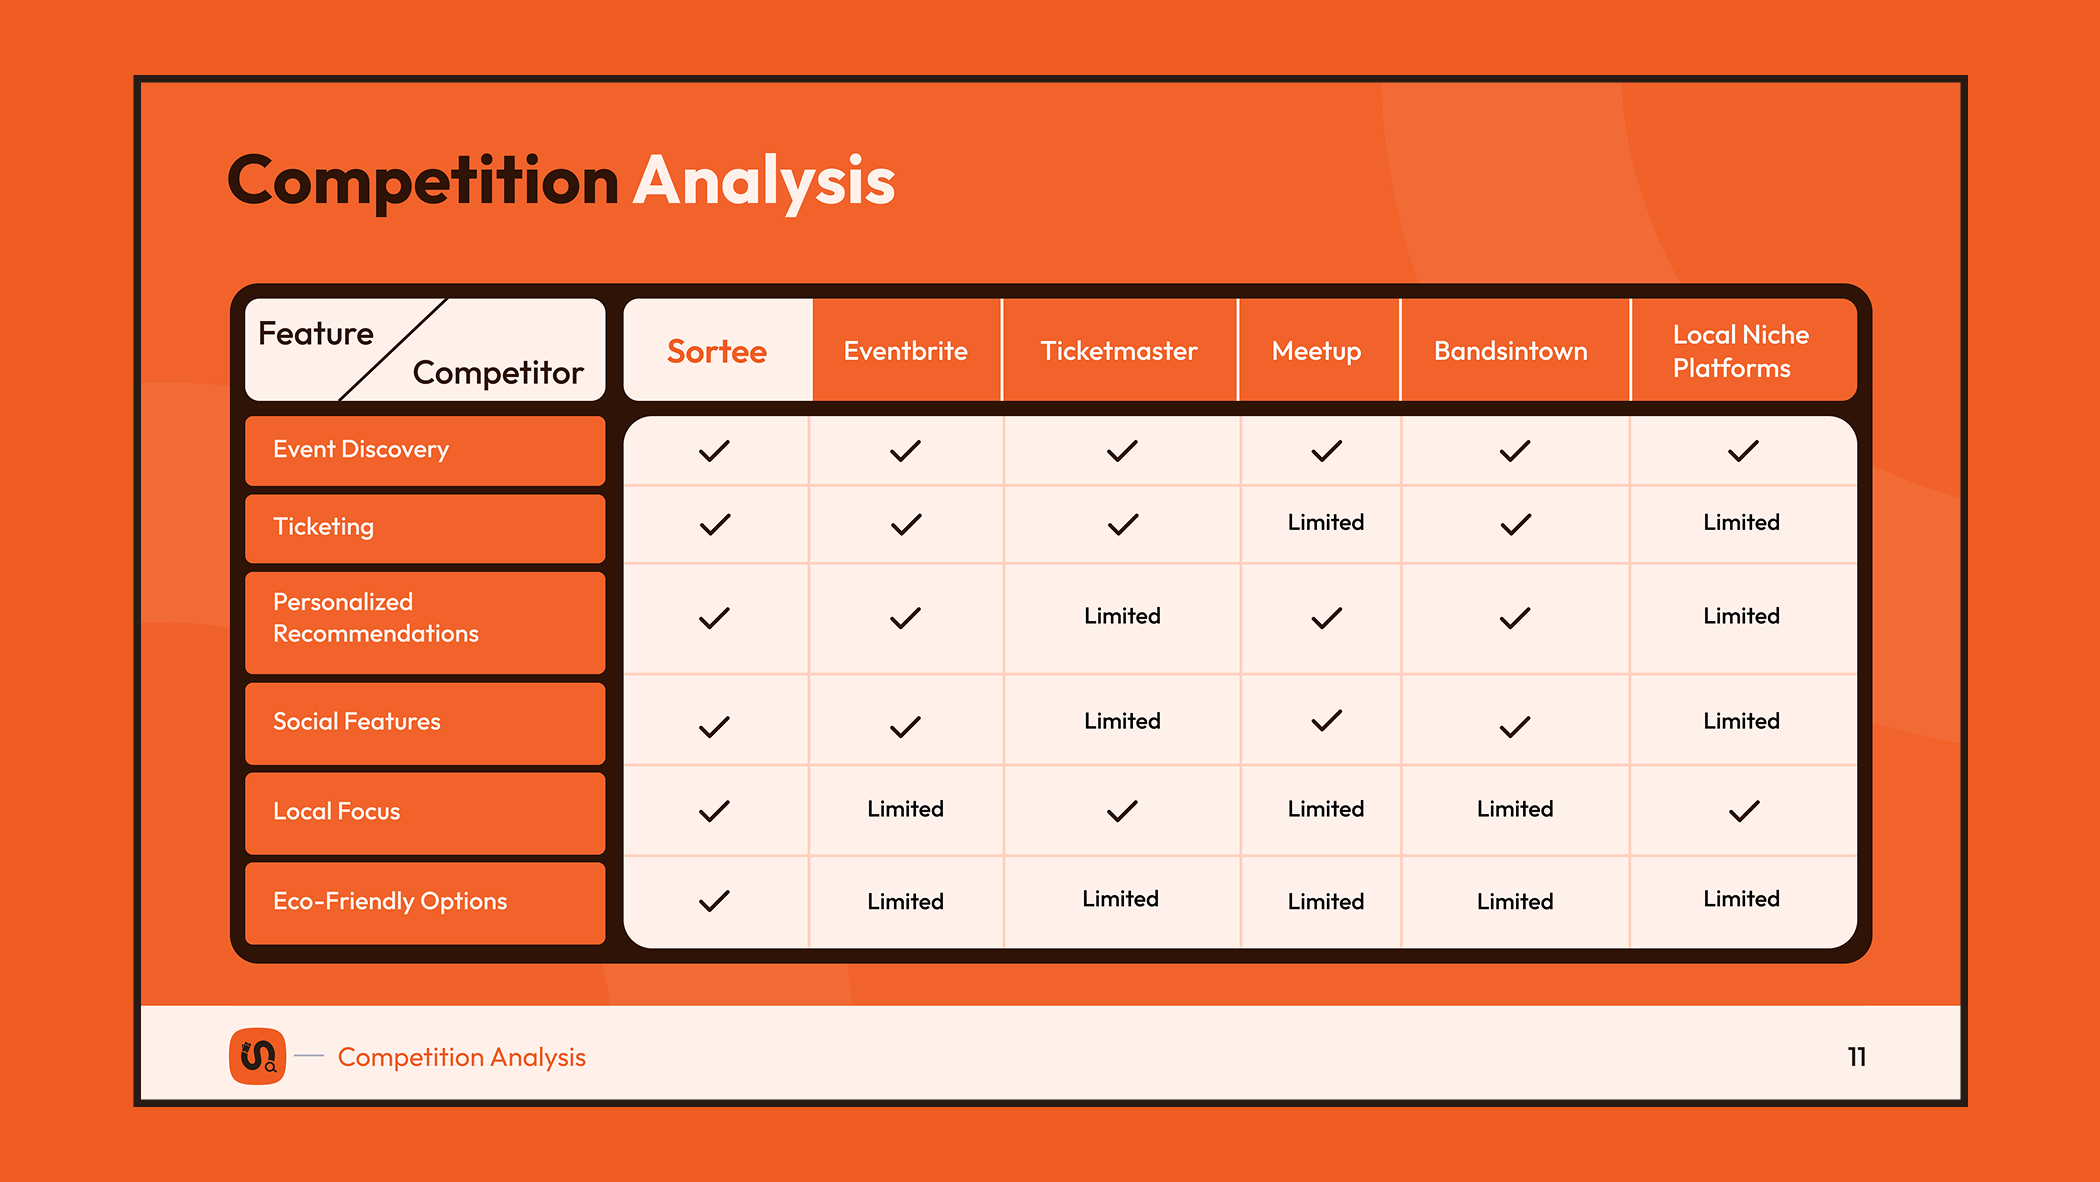 Competition Analysis
Feature
Competitor
Sortee
Eventbrite
Ticketmaster
Meetup
Bandsintown
Local Niche
Platforms
Event Discovery
Ticketing
Limited
Limited
Personalized
Recommendations
Limited
Limited
Social Features
Limited
Limited
Local Focus
Limited
Limited
Limited
Eco-Friendly Options
Limited
Limited
Limited
Limited
Limited
Competition Analysis
11